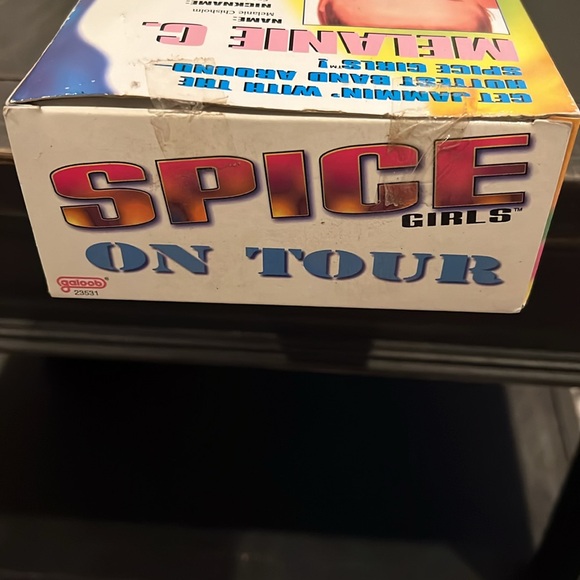 SPICE
GIRLS™
ON TOUR
galoob®
23531
GET JAMMIN' WITH THE
HOTTEST BAND AROUND—
SPICE GIRLS™!
MELANIE C.
NAME:
Melanie Chisholm
NICKNAME: